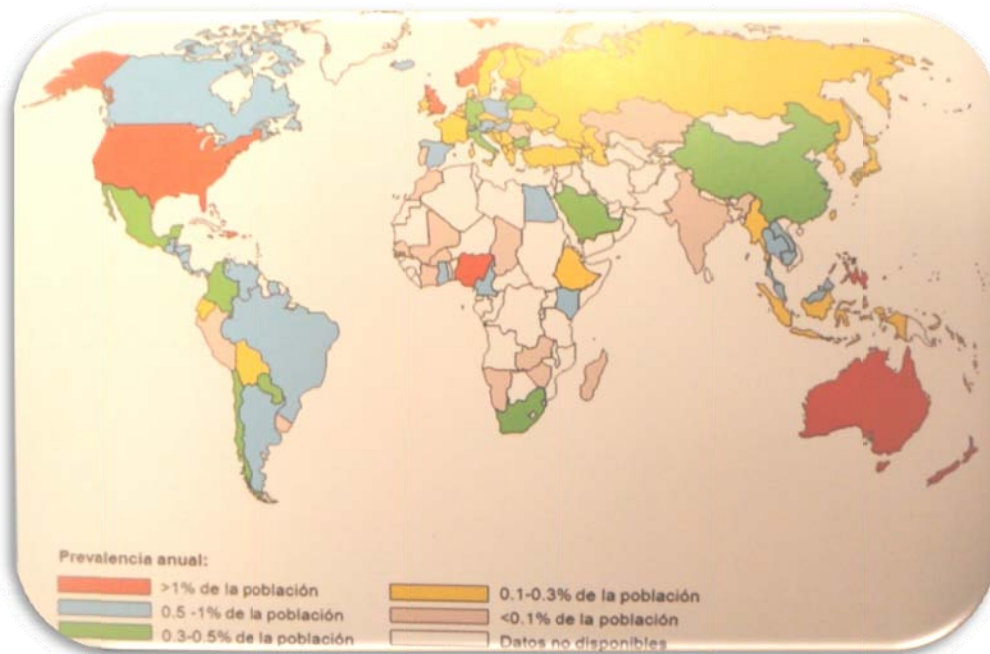 Prevalencia anual:
>1% de la población
0.5 -1% de la población
0.3-0.5% de la población
0.1-0.3% de la población
<0.1% de la población
Datos no disponibles